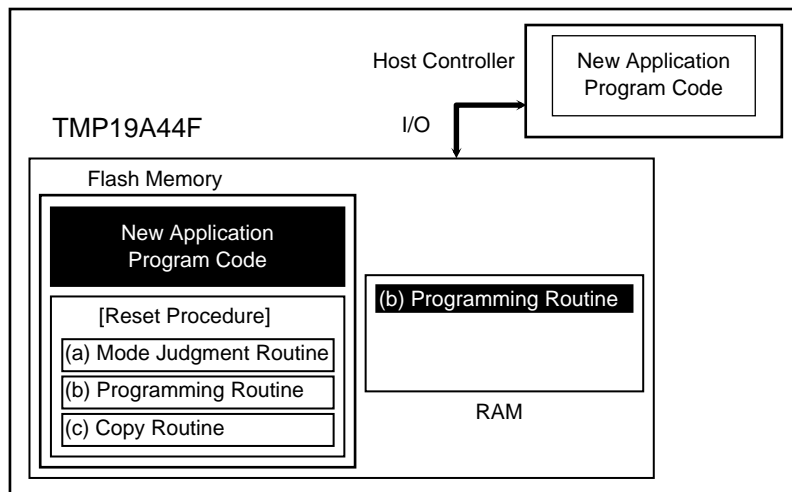 Host Controller
New Application
Program Code
I/O
TMP19A44F
Flash Memory
New Application
Program Code
[Reset Procedure]
(a) Mode Judgment Routine
(b) Programming Routine
(c) Copy Routine
(b) Programming Routine
RAM